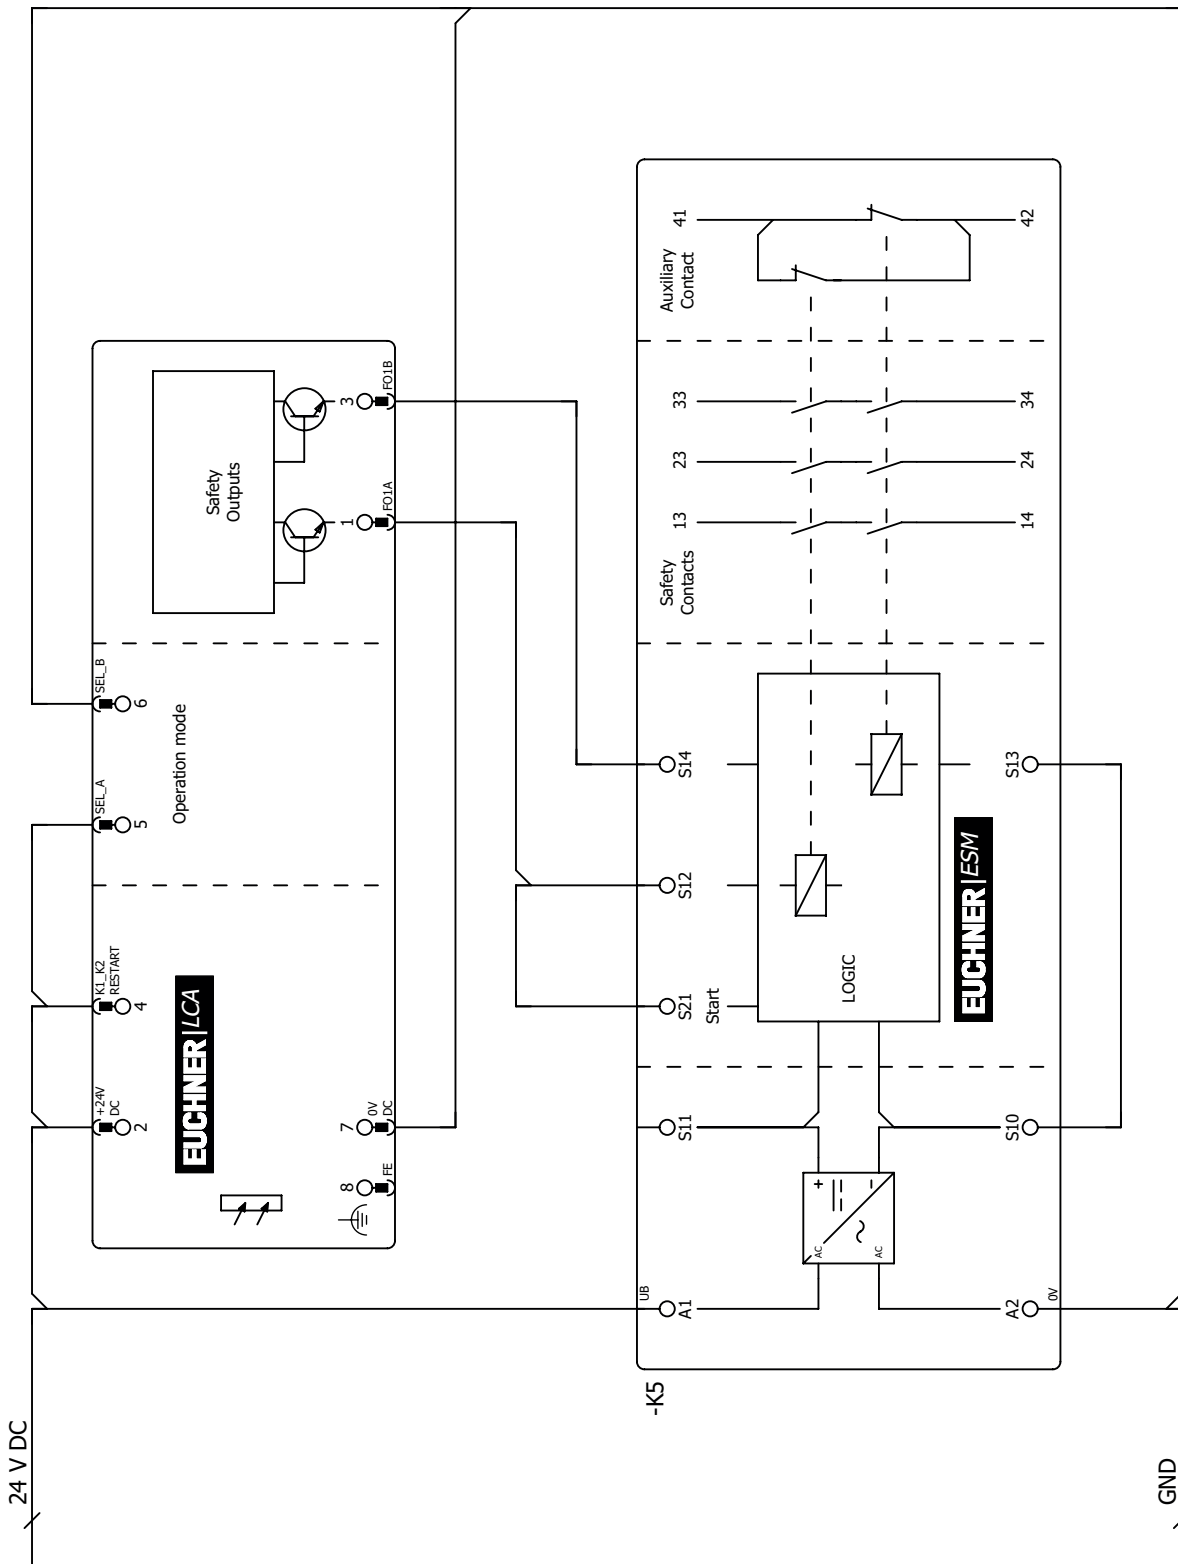 24 V DC
GND
-K5
+24V
DC
2
K1_K2
RESTART
4
SEL_A
5
SEL_B
6
Operation mode
Safety
Outputs
EUCHNER|LCA
8
FE
7
0V
DC
1
FO1A
3
FO1B
UB
A1
S11
S21
Start
S12
S14
Safety
Contacts
13
23
33
Auxiliary
Contact
41
AC
AC
+
-
~
LOGIC
EUCHNER|ESM
A2
0V
S10
S13
14
24
34
42